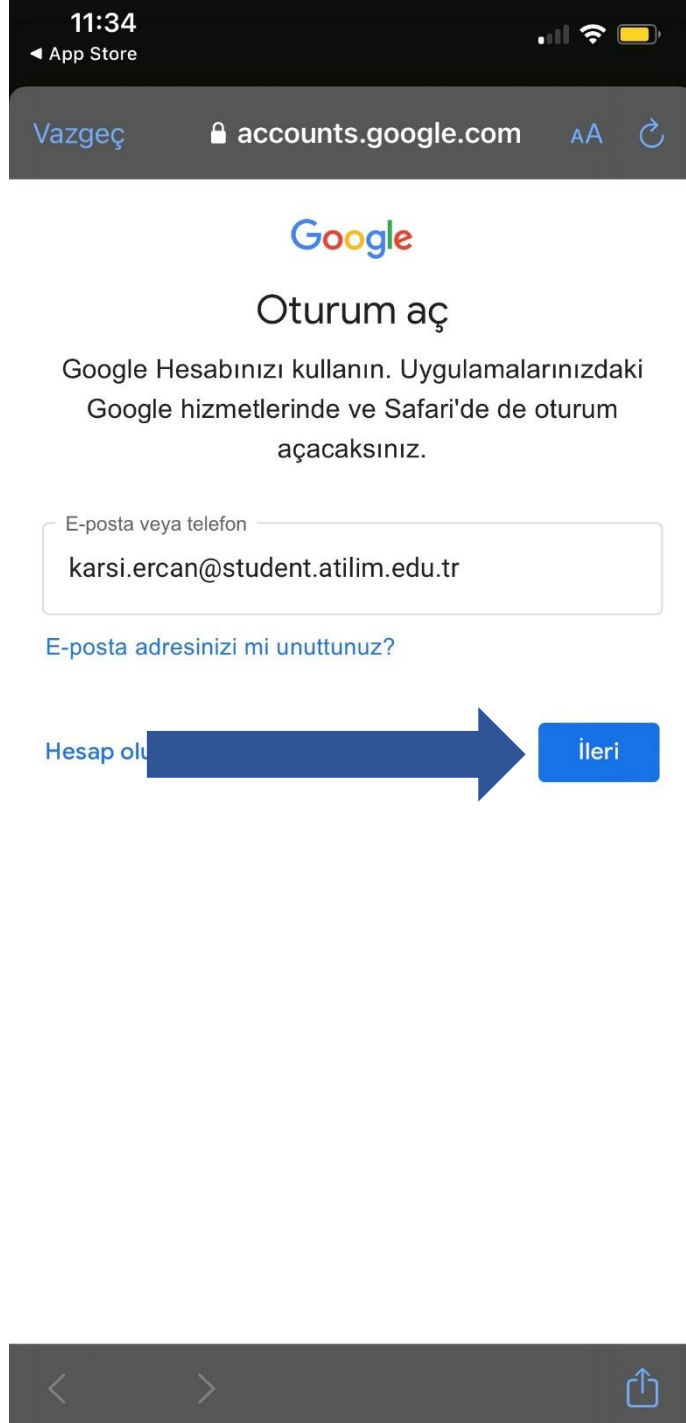 11:34
◀ App Store
Vazgeç accounts.google.com AA
Google
Oturum aç
Google Hesabınızı kullanın. Uygulamalarınızdaki
Google hizmetlerinde ve Safari'de de oturum
açacaksınız.
E-posta veya telefon
karsi.ercan@student.atilim.edu.tr
E-posta adresinizi mi unuttunuz?
Hesap İleri